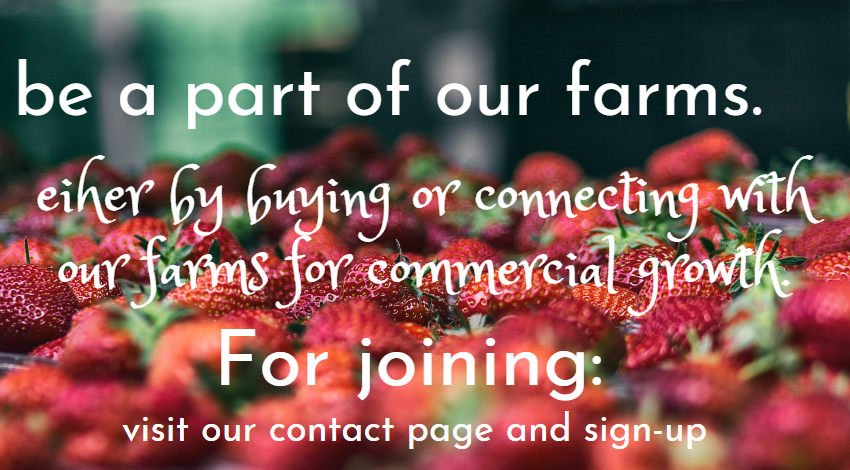 be a part of our farms.
eiher by buying or connecting with
our farms for commercial growth.
For joining:
visit our contact page and sign-up